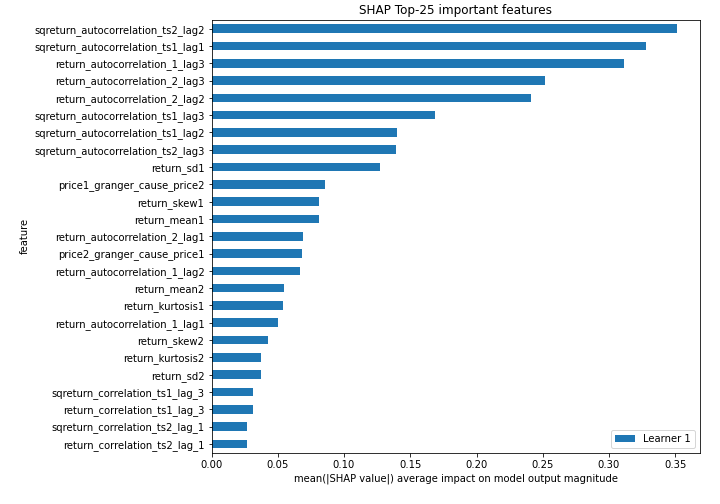 SHAP Top-25 important features
sqreturn_autocorrelation_ts2_lag2
sqreturn_autocorrelation_ts1_lag1
return_autocorrelation_1_lag3
return_autocorrelation_2_lag3
return_autocorrelation_2_lag2
sqreturn_autocorrelation_ts1_lag3
sqreturn_autocorrelation_ts1_lag2
sqreturn_autocorrelation_ts2_lag3
return_sd1
price1_granger_cause_price2
return_skew1
return_mean1
return_autocorrelation_2_lag1
price2_granger_cause_price1
return_autocorrelation_1_lag2
return_mean2
return_kurtosis1
return_autocorrelation_1_lag1
return_skew2
return_kurtosis2
return_sd2
sqreturn_correlation_ts1_lag_3
return_correlation_ts1_lag_3
sqreturn_correlation_ts2_lag_1
return_correlation_ts2_lag_1
feature
Learner 1
0.00 0.05 0.10 0.15 0.20 0.25 0.30 0.35
mean(|SHAP value|) average impact on model output magnitude